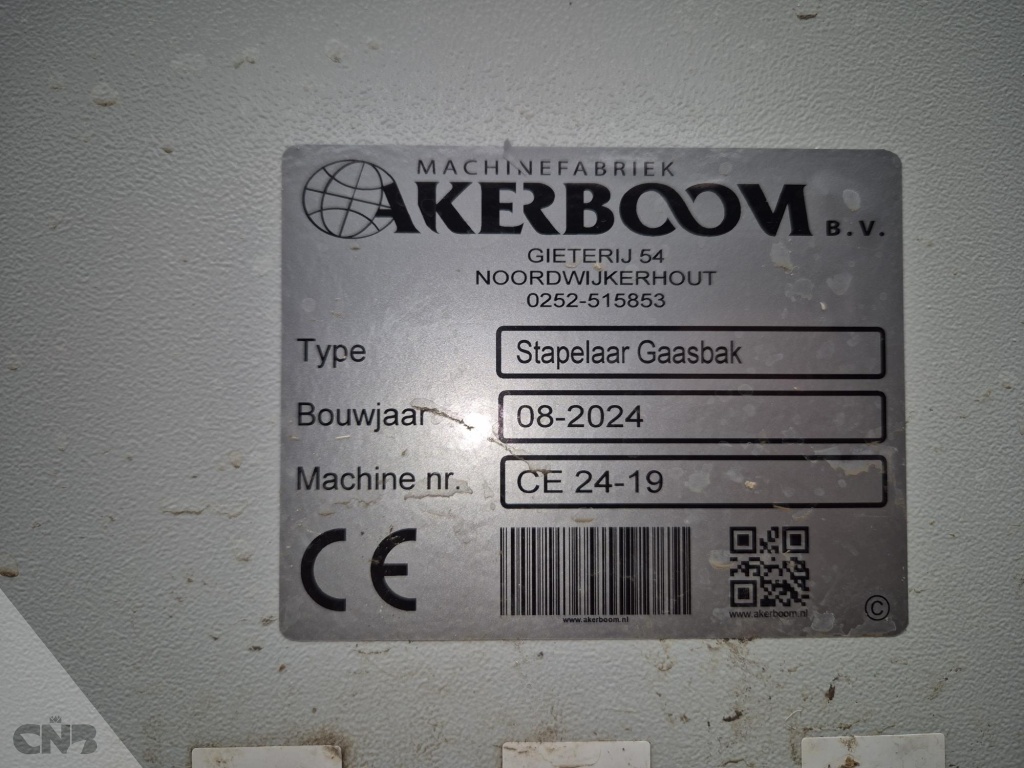 MACHINEFABRIEK
AKERBOOM B.V.
GIETERIJ 54
NOORDWIJKERHOUT
0252-515853
Type Stapelaar Gaasbak
Bouwjaar 08-2024
Machine nr. CE 24-19
CE
www.akerboom.nl
www.akerboom.nl
©
CNB